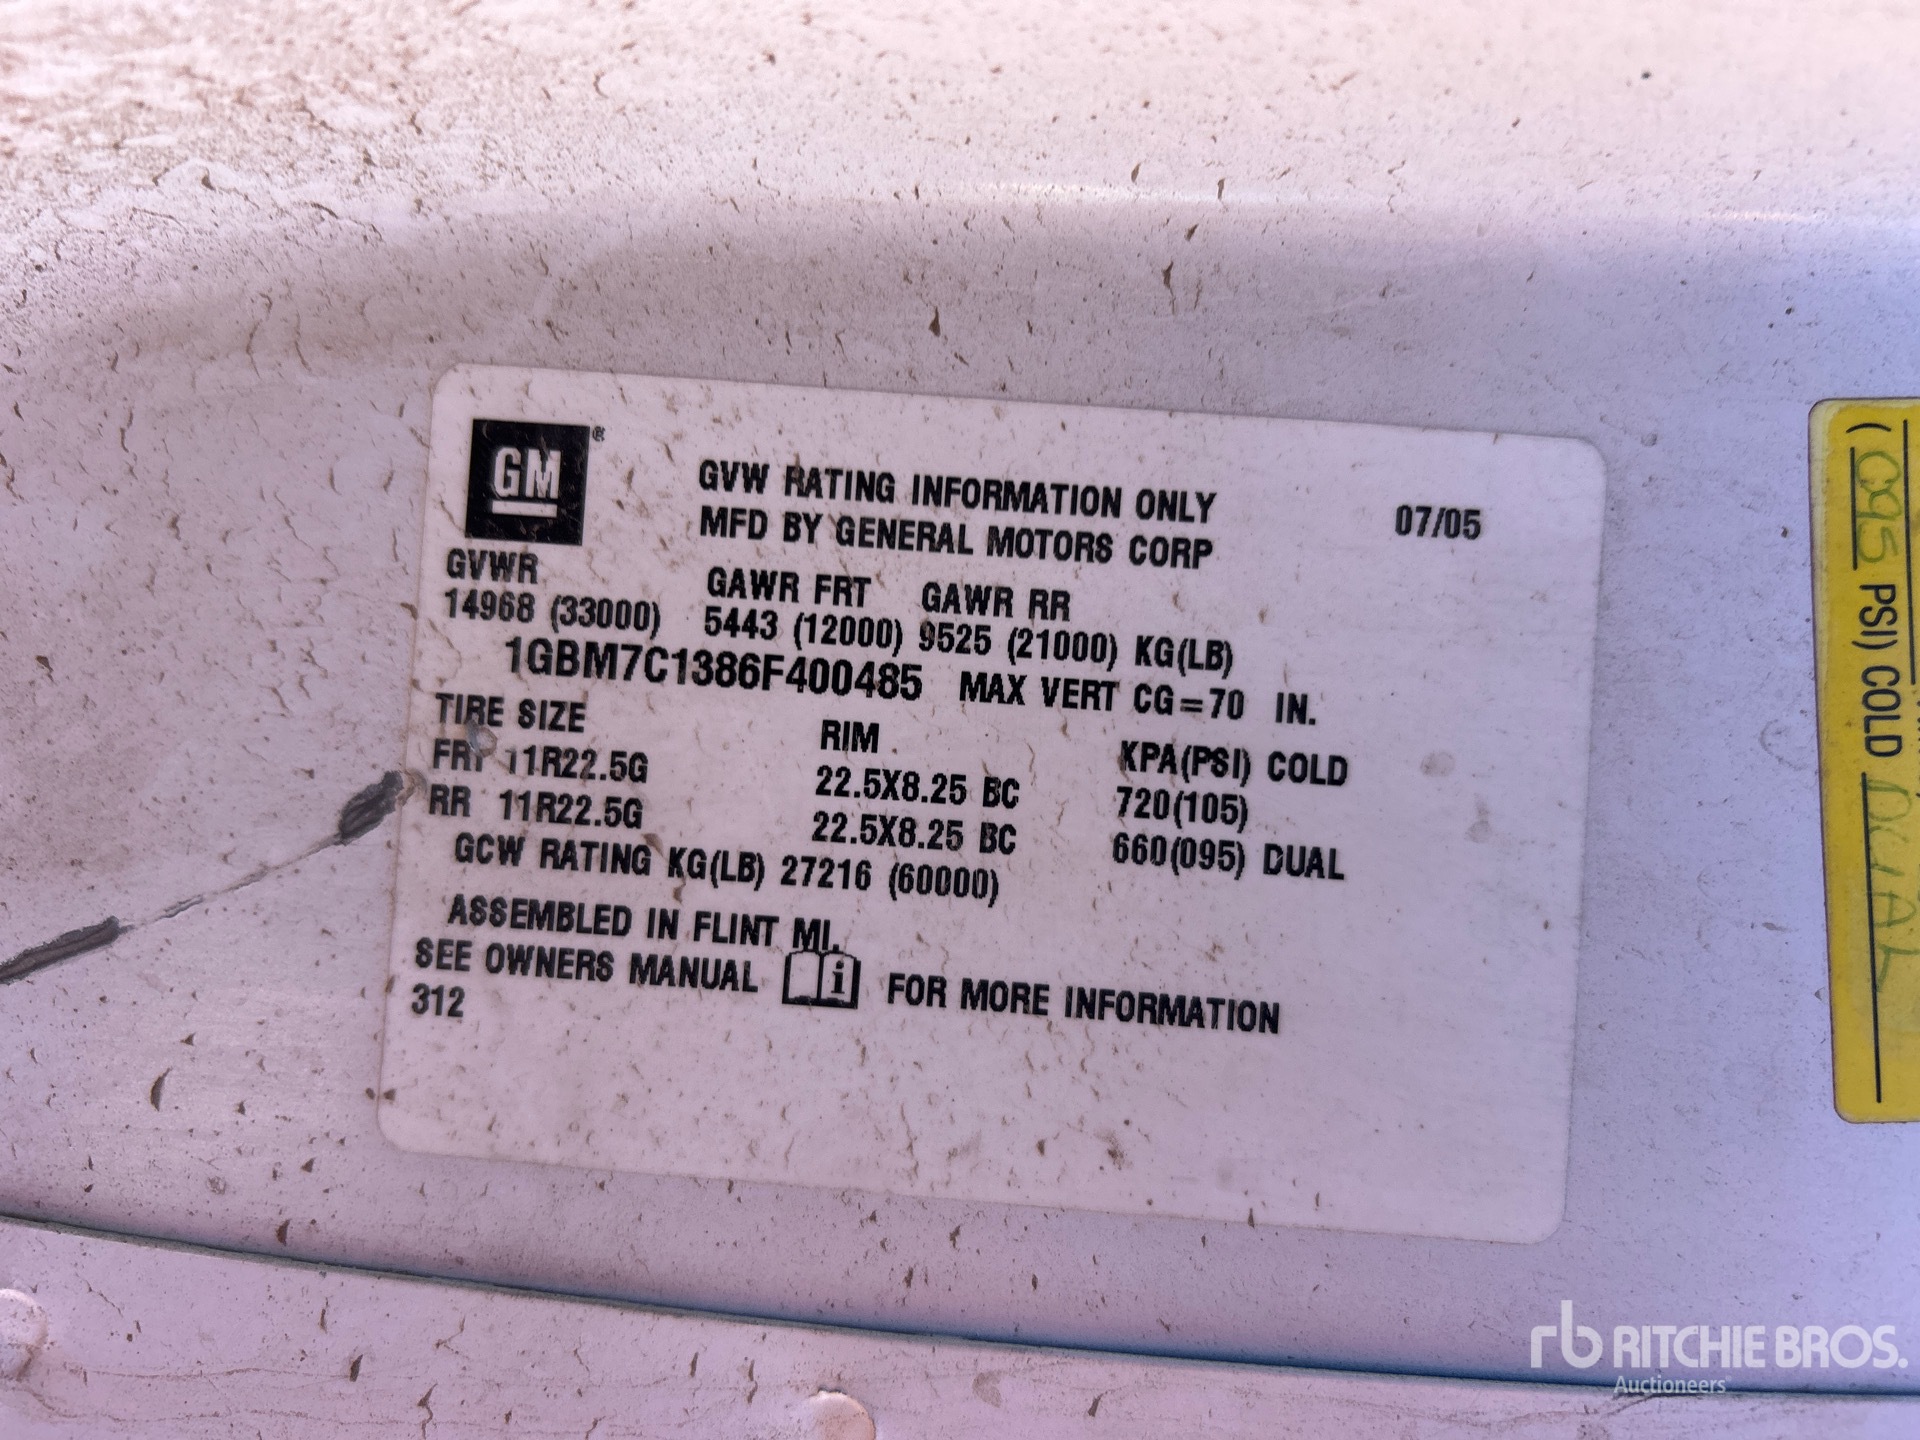 GM®
GVW RATING INFORMATION ONLY 07/05
MFD BY GENERAL MOTORS CORP
GVWR GAWR FRT GAWR RR
14968 (33000) 5443 (12000) 9525 (21000) KG(LB)
1GBM7C1386F400485 MAX VERT CG=70 IN.
TIRE SIZE RIM KPA(PSI) COLD
FRT 11R22.5G 22.5X8.25 BC 720(105)
RR 11R22.5G 22.5X8.25 BC 660(095) DUAL
GCW RATING KG(LB) 27216 (60000)
ASSEMBLED IN FLINT MI.
SEE OWNERS MANUAL i FOR MORE INFORMATION
312
(095 PSI) COLD DUAL
rb RITCHIE BROS.
Auctioneers